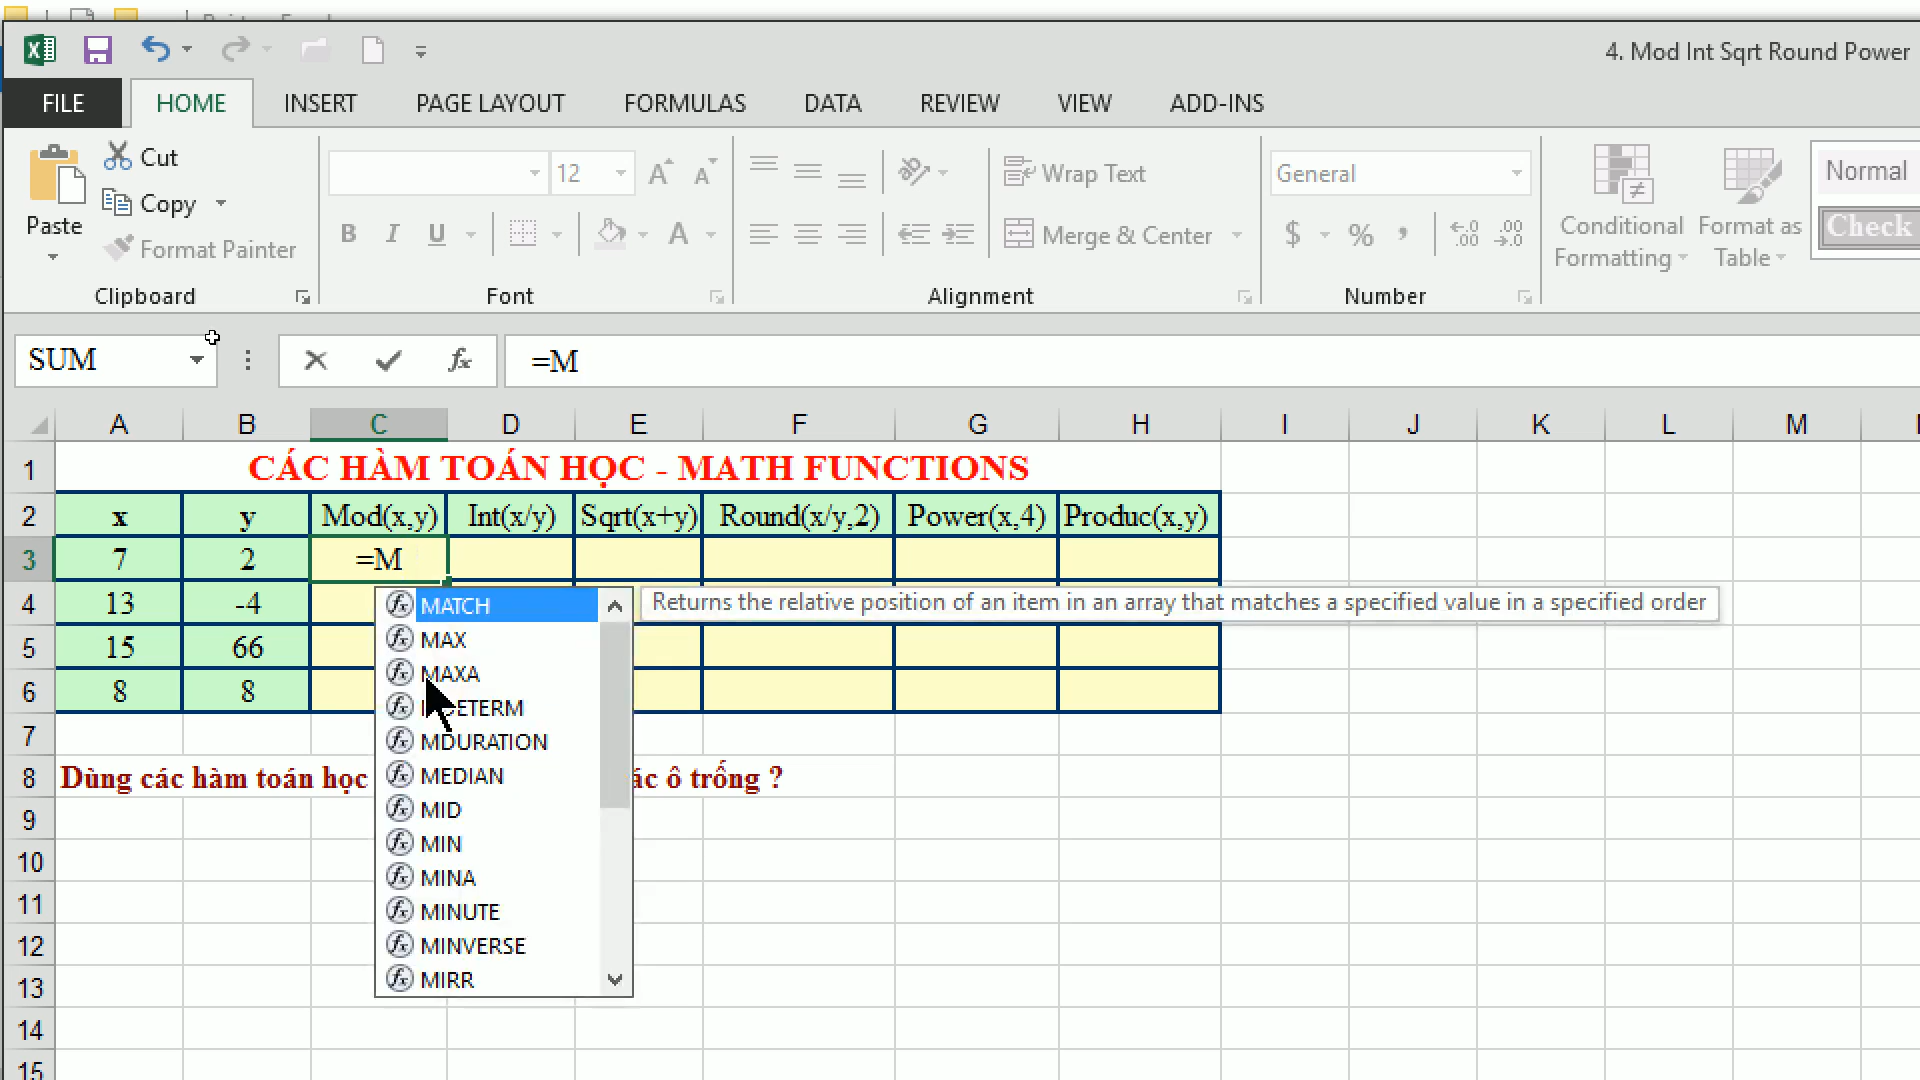 4. Mod Int Sqrt Round Power
FILE HOME INSERT PAGE LAYOUT FORMULAS DATA REVIEW VIEW ADD-INS
Paste
Cut
Copy
Format Painter
Clipboard
12
B I U
Font
Wrap Text
Merge & Center
Alignment
General
$ % ,
Number
Conditional
Formatting
Format as
Table
Normal
Check
SUM
=M
A B C D E F G H I J K L M
1 CÁC HÀM TOÁN HỌC - MATH FUNCTIONS
2 x y Mod(x,y) Int(x/y) Sqrt(x+y) Round(x/y,2) Power(x,4) Produc(x,y)
3 7 2 =M
4 13 -4
5 15 66
6 8 8
7
8 Dùng các hàm toán học ô trống ?
9
10
11
12
13
14
15
MATCH
MAX
MAXA
MDURATION
MEDIAN
MID
MIN
MINA
MINUTE
MINVERSE
MIRR
Returns the relative position of an item in an array that matches a specified value in a specified order